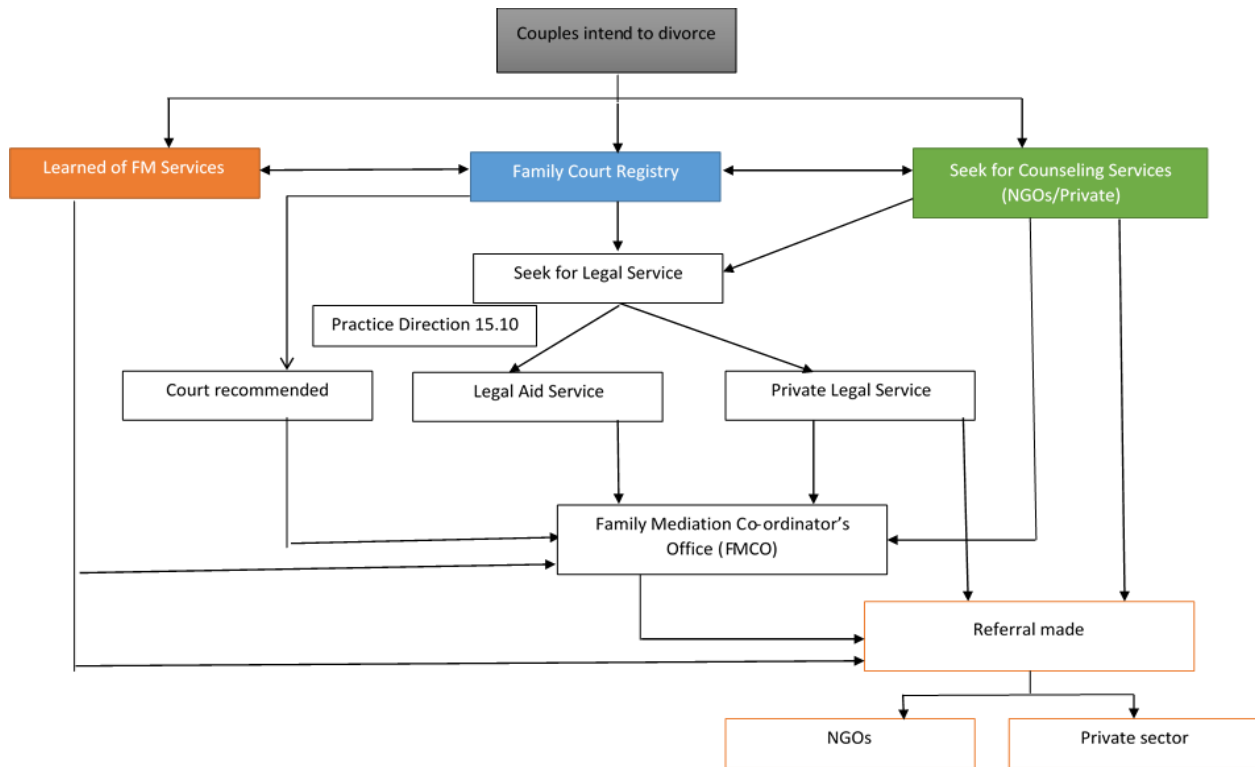 Couples intend to divorce
Learned of FM Services
Family Court Registry
Seek for Counseling Services
(NGOs/Private)
Seek for Legal Service
Practice Direction 15.10
Court recommended
Legal Aid Service
Private Legal Service
Family Mediation Co-ordinator’s
Office (FMCO)
Referral made
NGOs
Private sector